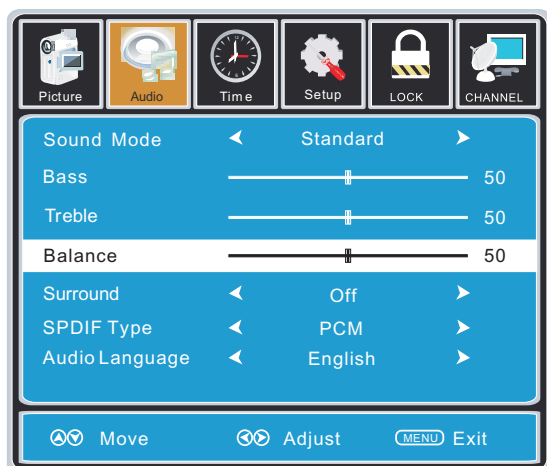 Picture Audio Time Setup LOCK CHANNEL
Sound Mode Standard
Bass 50
Treble 50
Balance 50
Surround Off
SPDIF Type PCM
Audio Language English
Move Adjust MENU Exit